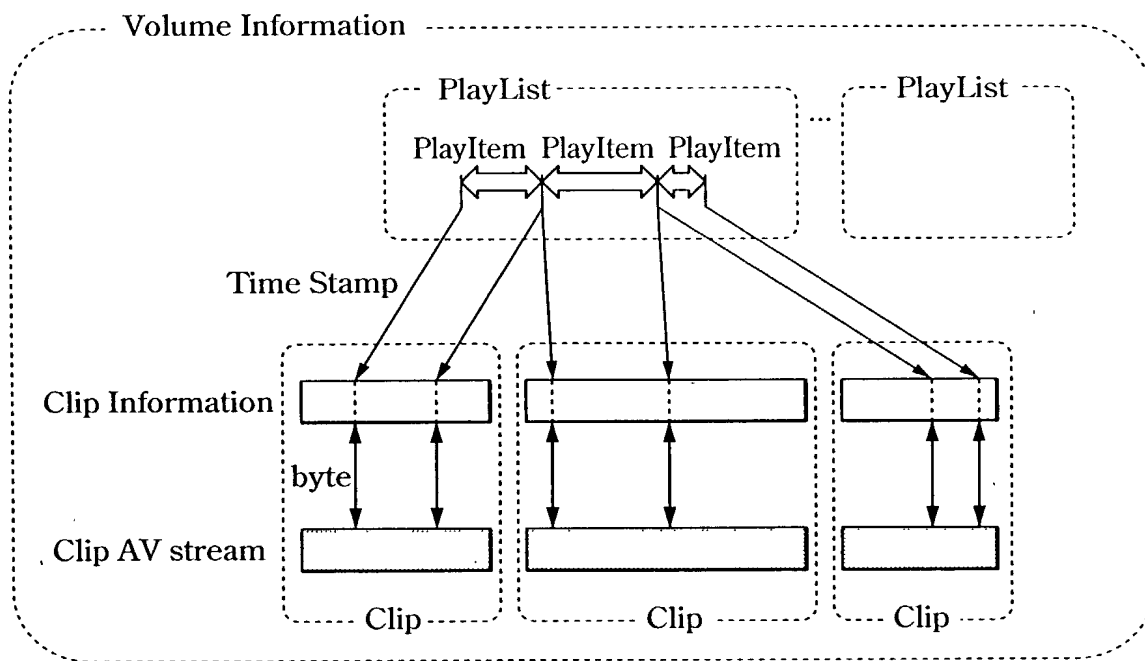 Volume Information
PlayList
PlayList
...
PlayItem PlayItem PlayItem
Time Stamp
Clip Information
byte
Clip AV stream
Clip
Clip
Clip